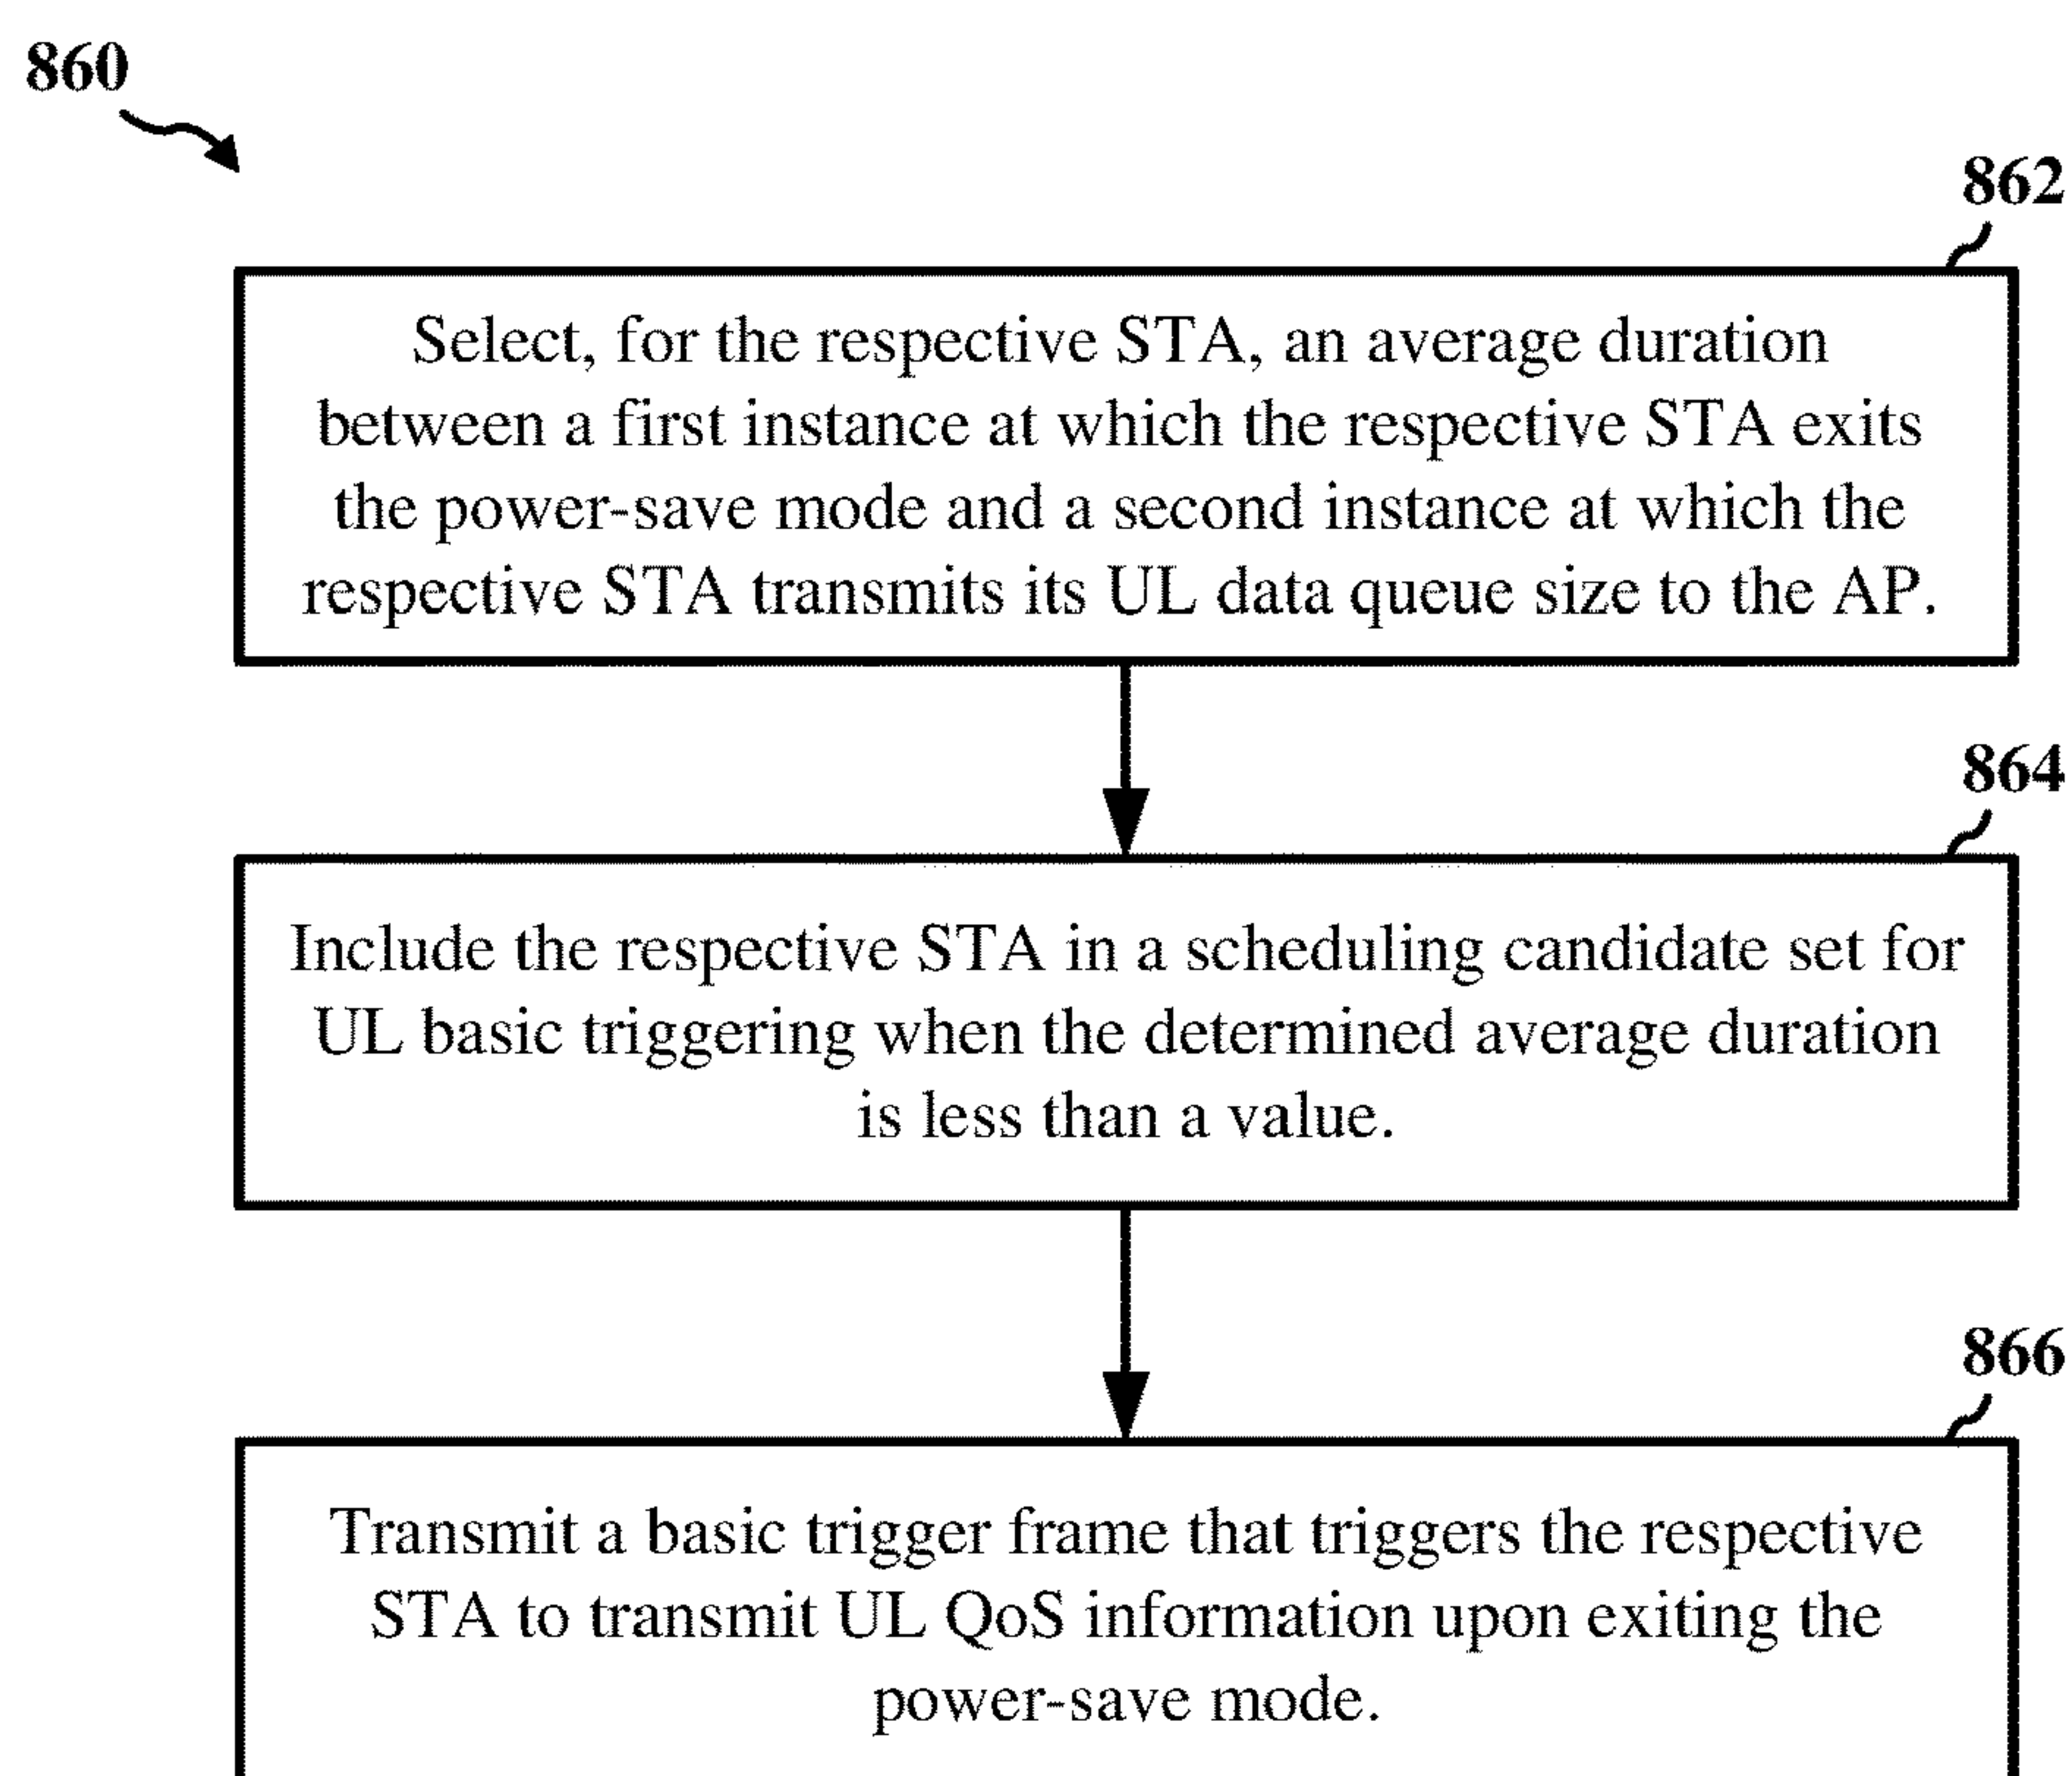 860
862
Select, for the respective STA, an average duration
between a first instance at which the respective STA exits
the power-save mode and a second instance at which the
respective STA transmits its UL data queue size to the AP.
864
Include the respective STA in a scheduling candidate set for
UL basic triggering when the determined average duration
is less than a value.
866
Transmit a basic trigger frame that triggers the respective
STA to transmit UL QoS information upon exiting the
power-save mode.